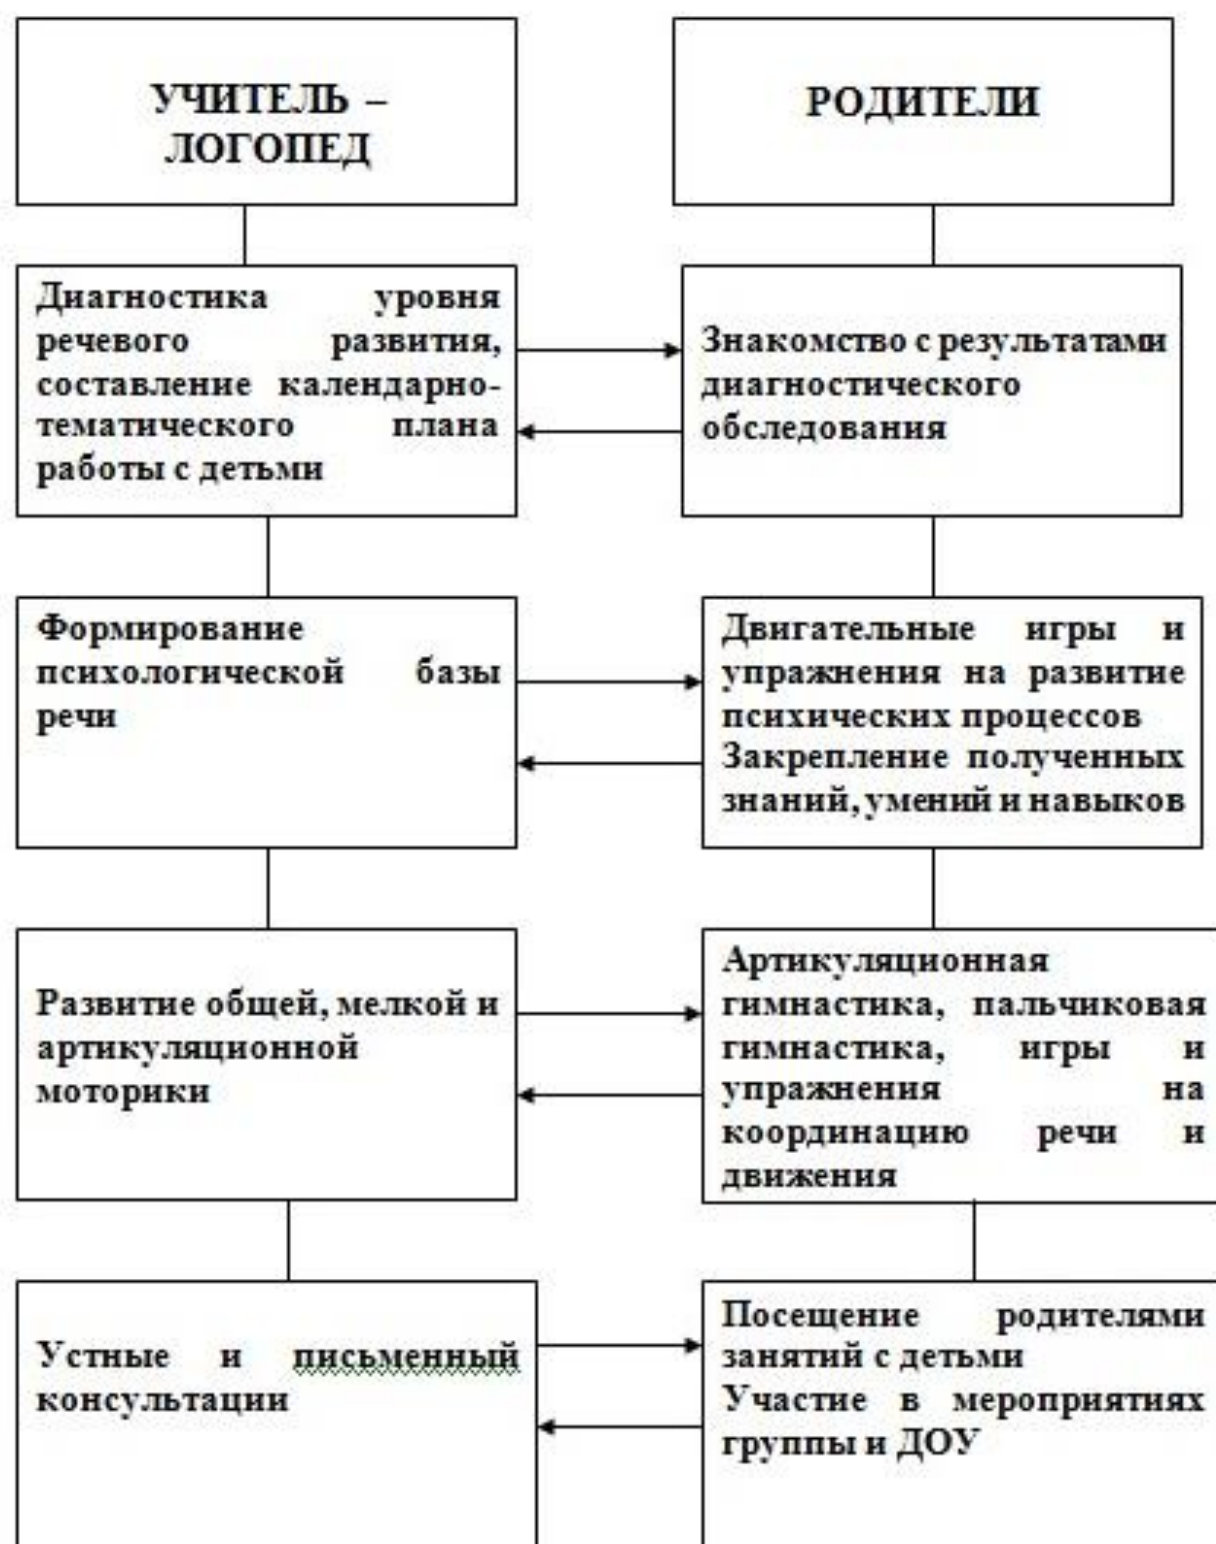 УЧИТЕЛЬ –
ЛОГОПЕД
РОДИТЕЛИ
Диагностика уровня
речевого развития,
составление календарно-
тематического плана
работы с детьми
Знакомство с результатами
диагностического
обследования
Формирование
психологической базы
речи
Двигательные игры и
упражнения на развитие
психических процессов
Закрепление полученных
знаний, умений и навыков
Развитие общей, мелкой и
артикуляционной
моторики
Артикуляционная
гимнастика, пальчиковая
гимнастика, игры и
упражнения на
координацию речи и
движения
Устные и письменный
консультации
Посещение родителями
занятий с детьми
Участие в мероприятиях
группы и ДОУ